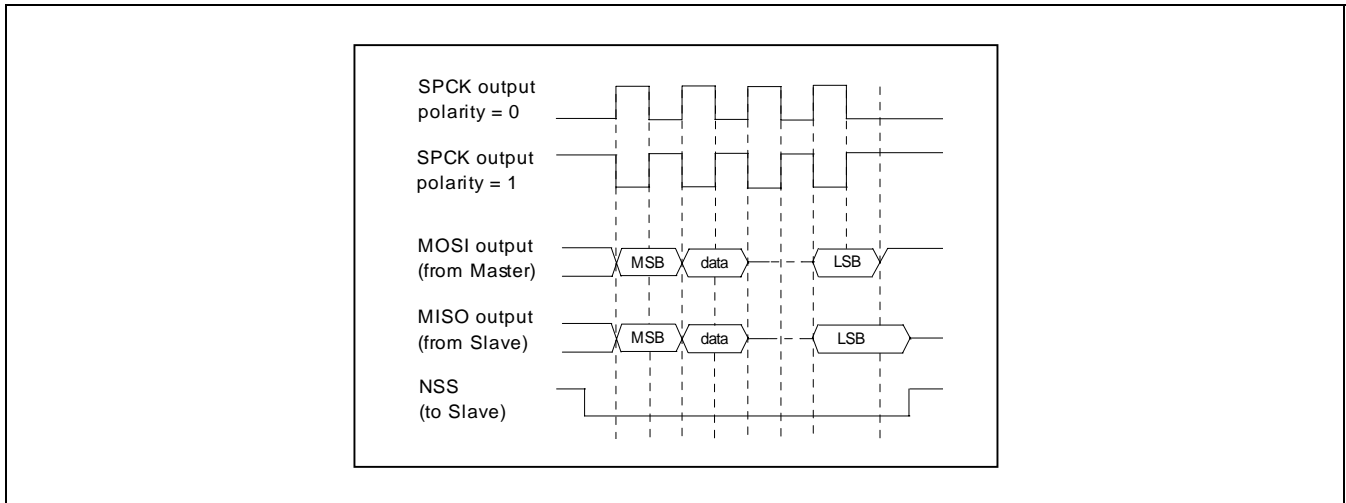 SPCK output
polarity = 0
SPCK output
polarity = 1
MOSI output
(from Master)
MSB data LSB
MISO output
(from Slave)
MSB data LSB
NSS
(to Slave)